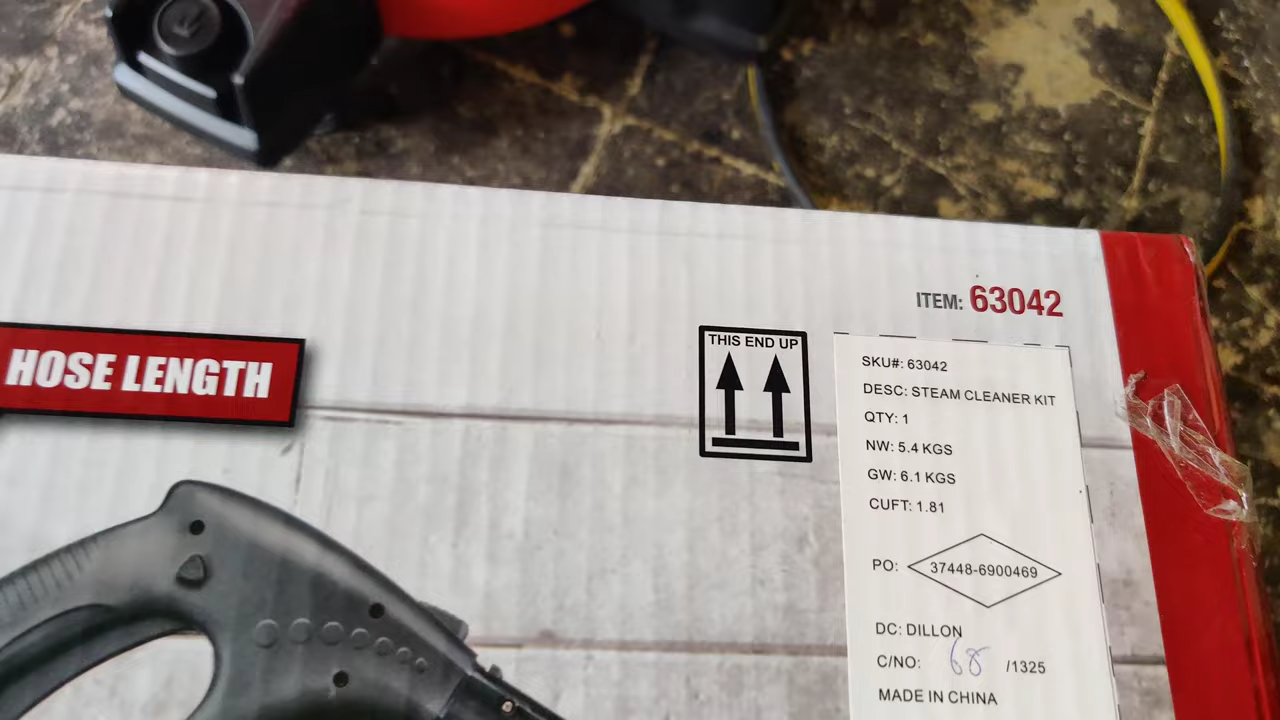 ITEM: 63042
THIS END UP
HOSE LENGTH
SKU#: 63042
DESC: STEAM CLEANER KIT
QTY: 1
NW: 5.4 KGS
GW: 6.1 KGS
CUFT: 1.81
PO: 37448-6900469
DC: DILLON
C/NO: 68 /1325
MADE IN CHINA